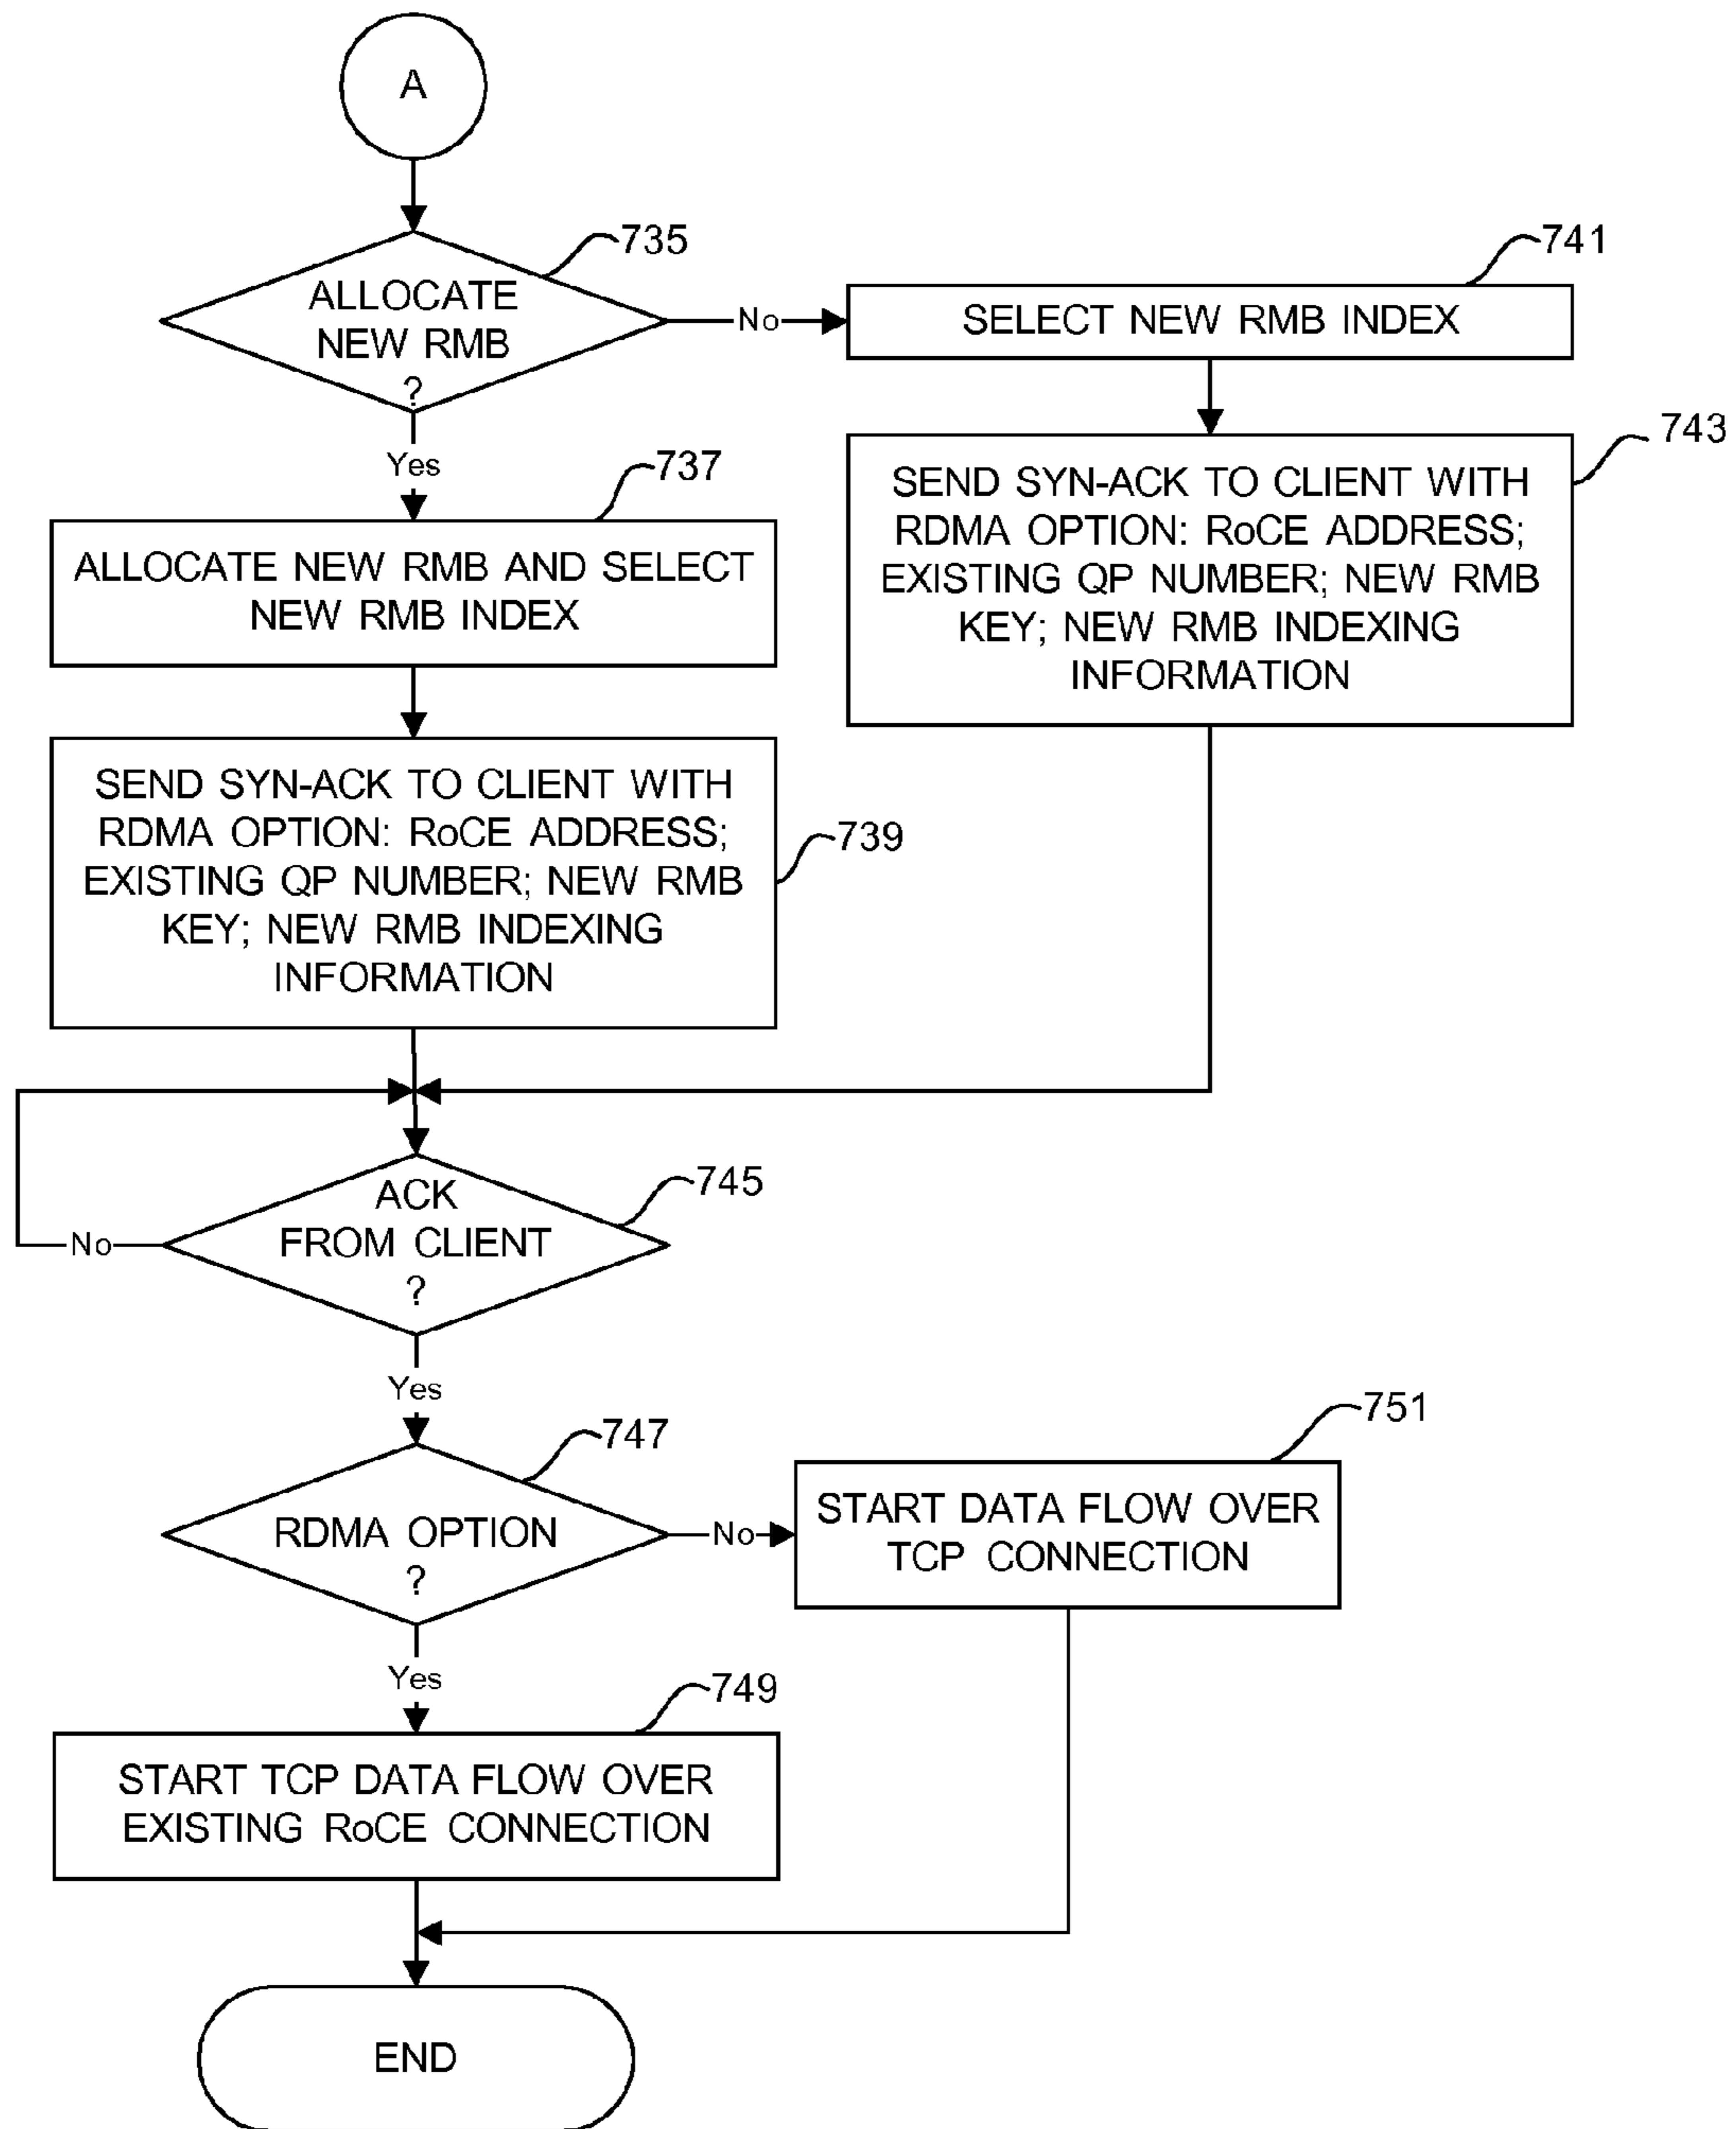 A
735
ALLOCATE
NEW RMB
?
No
Yes
741
SELECT NEW RMB INDEX
743
SEND SYN-ACK TO CLIENT WITH
RDMA OPTION: RoCE ADDRESS;
EXISTING QP NUMBER; NEW RMB
KEY; NEW RMB INDEXING
INFORMATION
737
ALLOCATE NEW RMB AND SELECT
NEW RMB INDEX
739
SEND SYN-ACK TO CLIENT WITH
RDMA OPTION: RoCE ADDRESS;
EXISTING QP NUMBER; NEW RMB
KEY; NEW RMB INDEXING
INFORMATION
745
ACK
FROM CLIENT
?
No
Yes
747
RDMA OPTION
?
No
Yes
751
START DATA FLOW OVER
TCP CONNECTION
749
START TCP DATA FLOW OVER
EXISTING RoCE CONNECTION
END